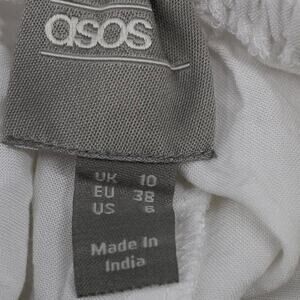 asos
UK 10
EU 38
US 6
Made In
India